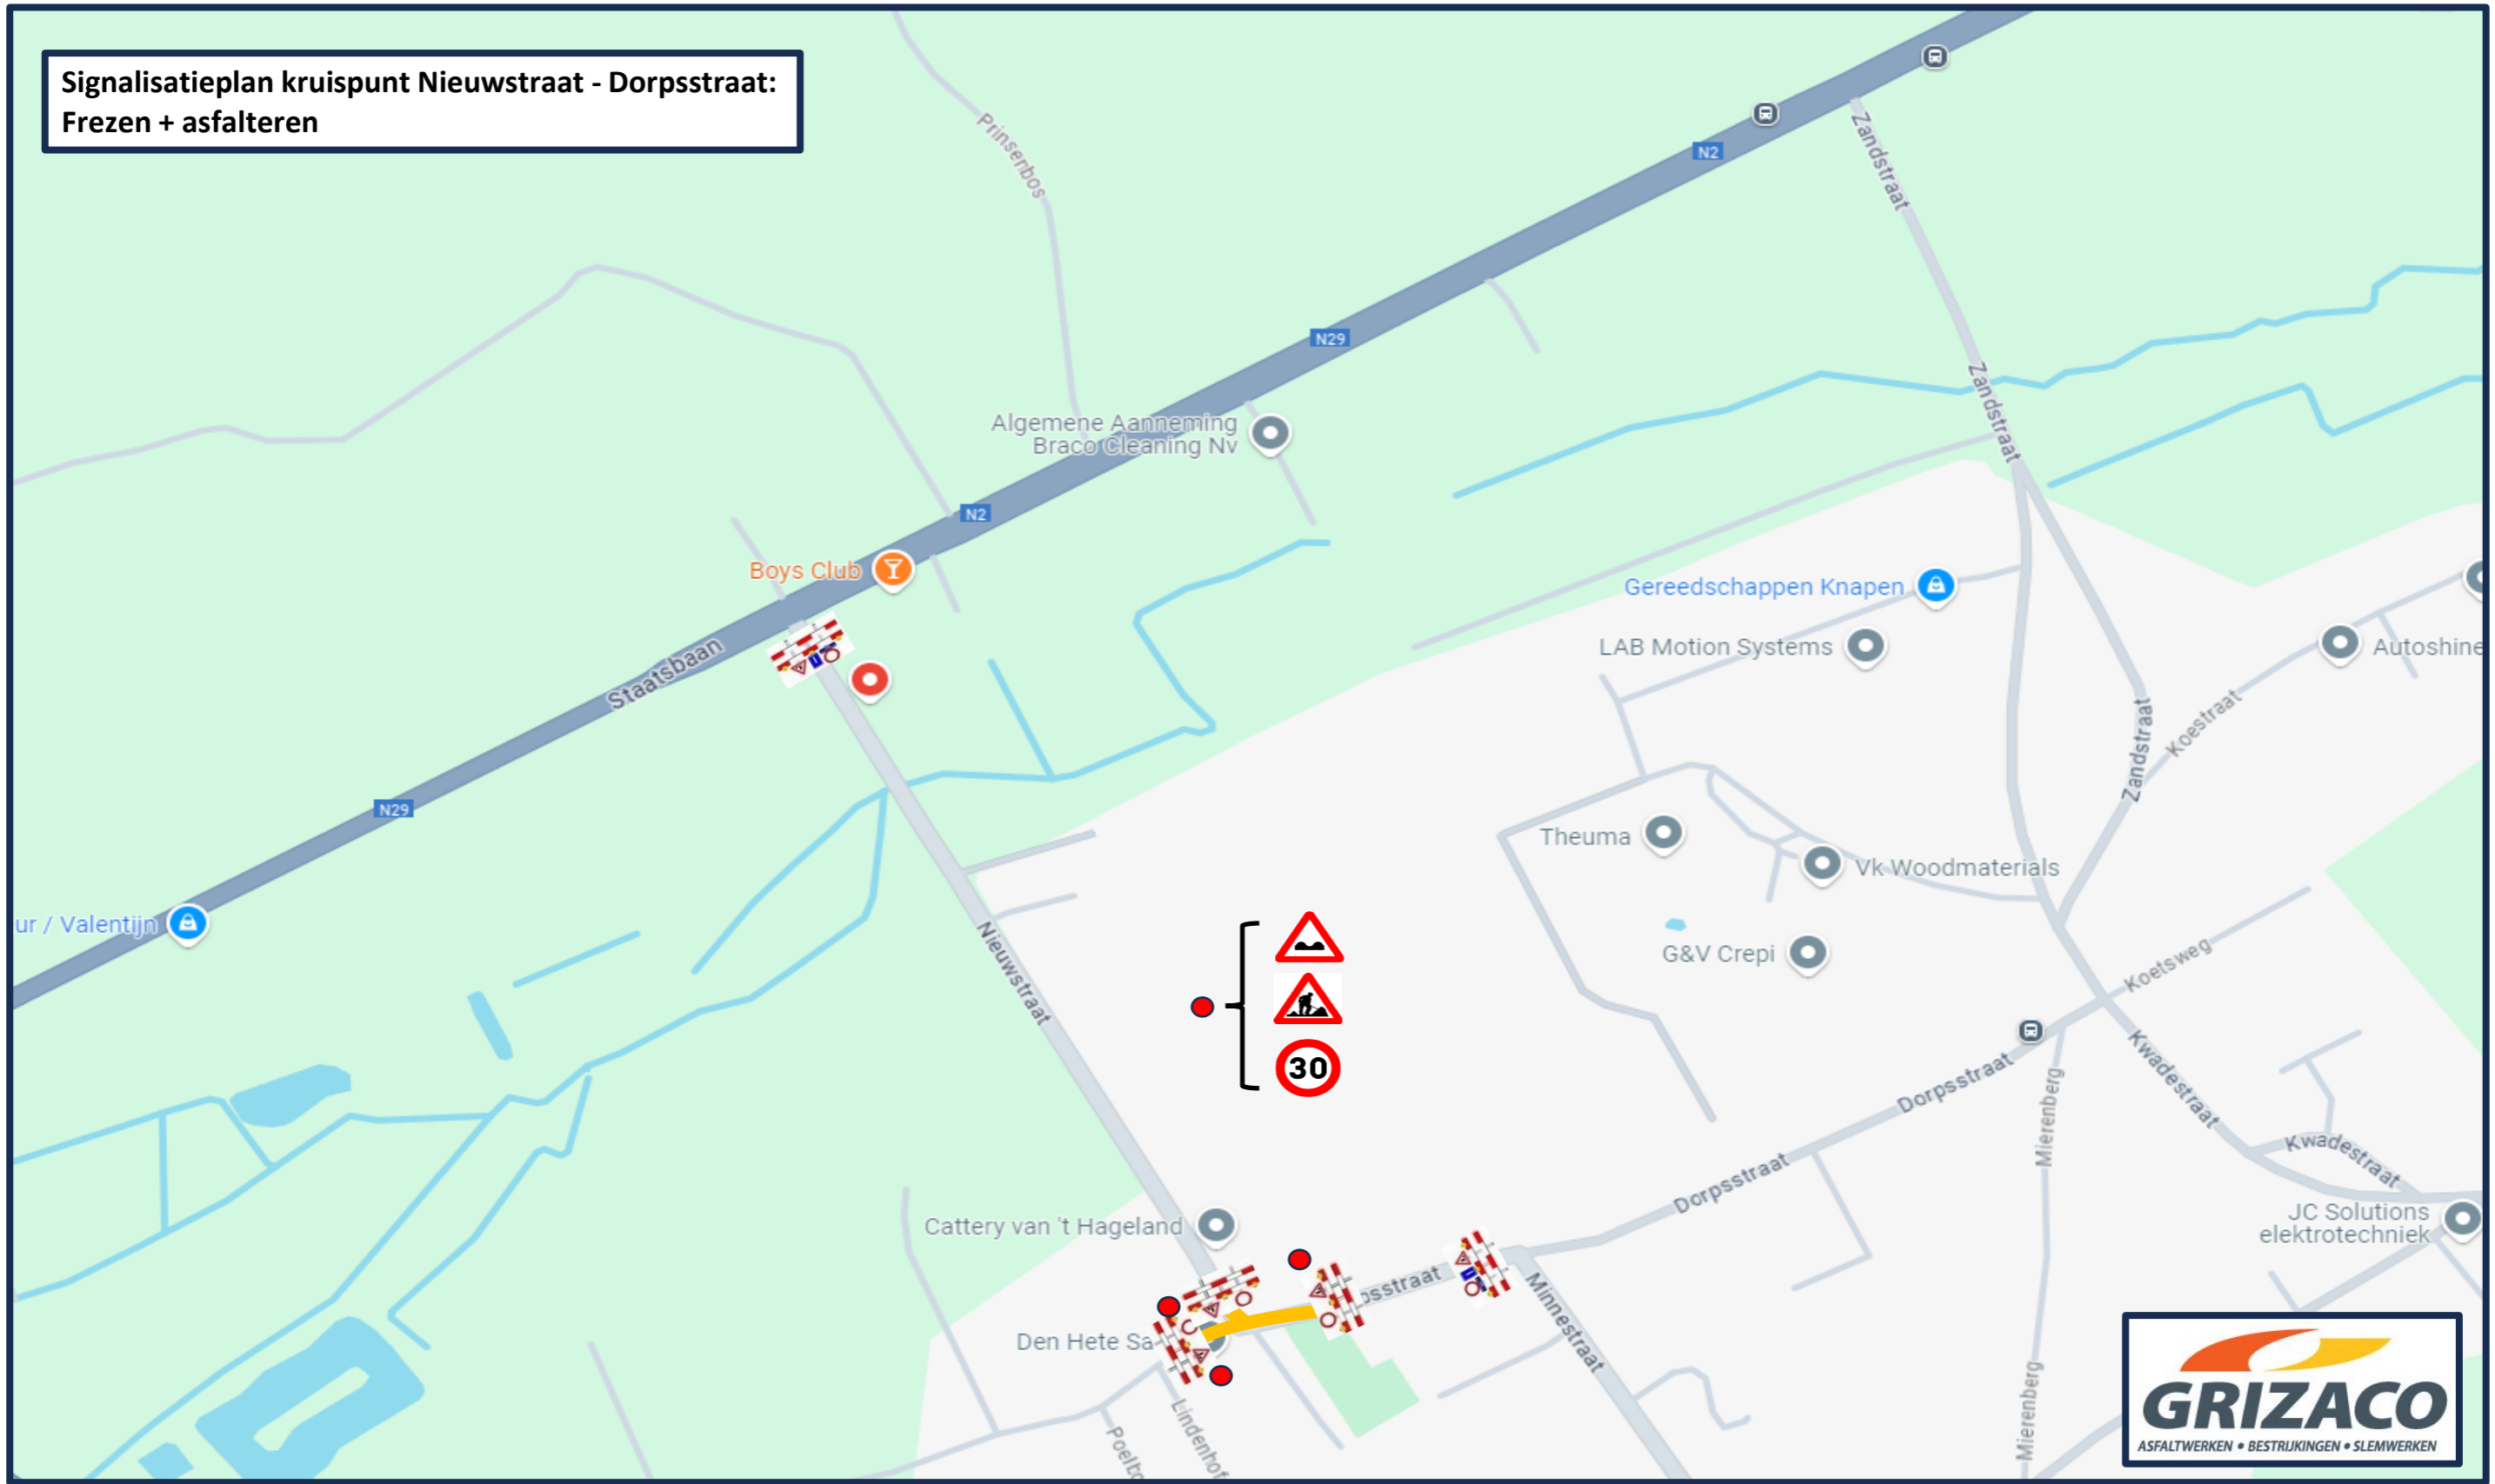 Signalisatieplan kruispunt Nieuwstraat - Dorpsstraat:
Frezen + asfalteren
Prinsenbos
N2
Zandstraat
N29
Zandstraat
Algemene Aanneming
Braco Cleaning Nv
N2
Boys Club
Gereedschappen Knapen
LAB Motion Systems
Autoshine
Staatsbaan
Zandstraat
Koestraat
N29
Theuma
Vk Woodmaterials
ur / Valentijn
Nieuwstraat
G&V Crepi
Koetsweg
30
Dorpsstraat
Mierenberg
Kwadestraat
Kwadestraat
Dorpsstraat
Cattery van 't Hageland
JC Solutions
elektrotechniek
psstraat
Minnestraat
Den Hete Sa
Lindenhof
Poelbo
Mierenberg
GRIZACO
ASFALTWERKEN • BESTRIJKINGEN • SLEMWERKEN